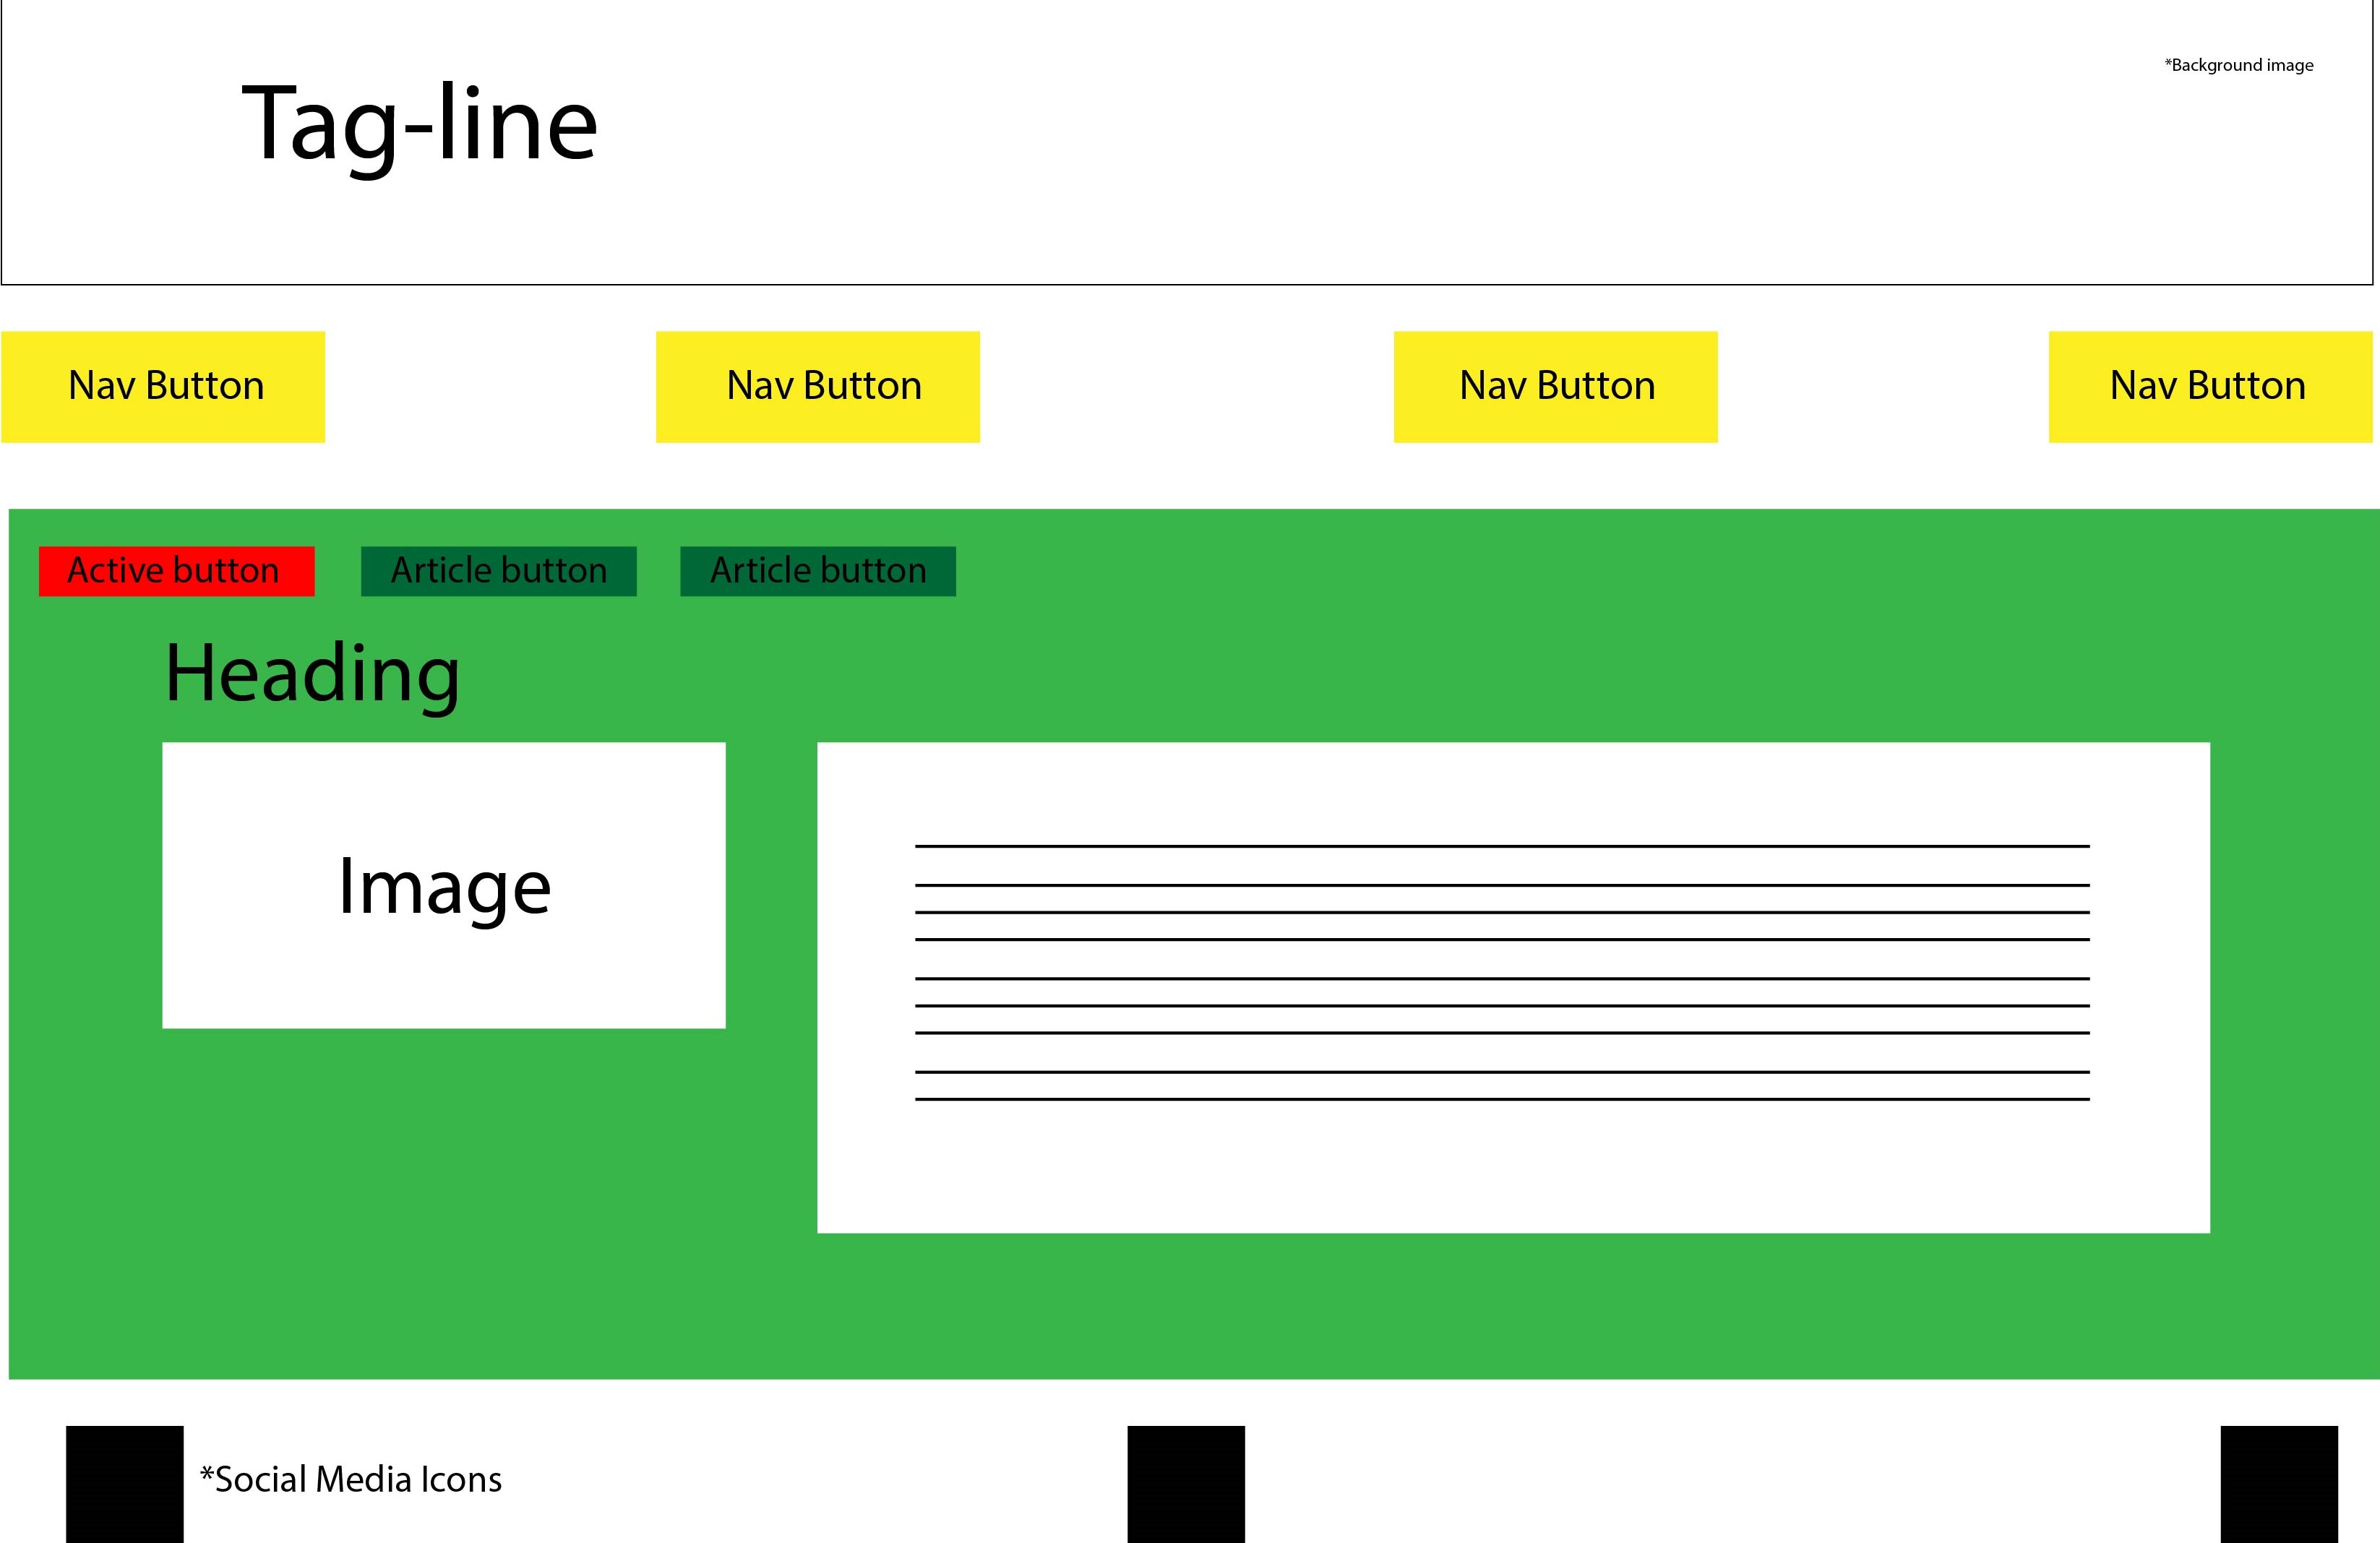 Tag-line
*Background image
Nav Button
Nav Button
Nav Button
Nav Button
Active button
Article button
Article button
Heading
Image
*Social Media Icons